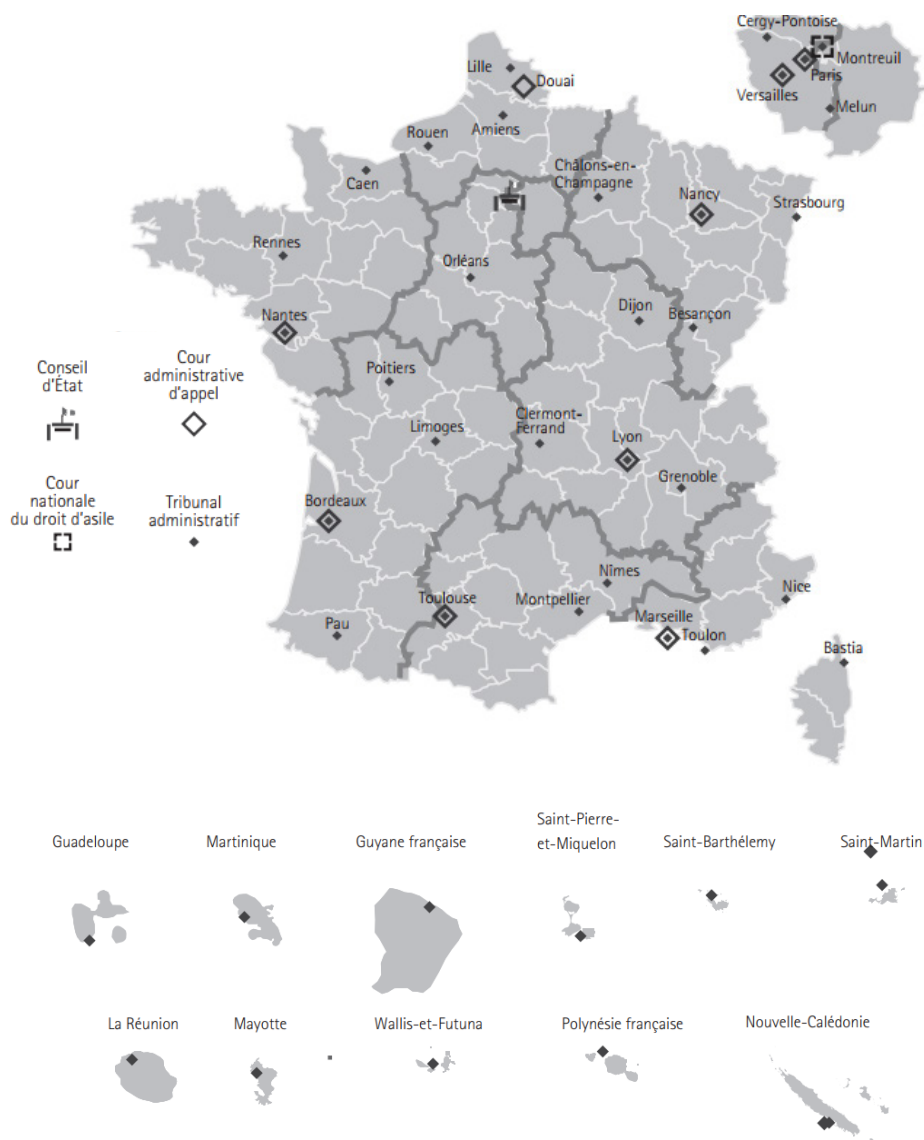 Cergy-Pontoise
Montreuil
Paris
Versailles
Melun
Lille
Douai
Amiens
Rouen
Caen
Châlons-en-
Champagne
Nancy
Strasbourg
Rennes
Orléans
Dijon
Besançon
Nantes
Poitiers
Conseil
d'État
Cour
administrative
d'appel
Limoges
Clermont-
Ferrand
Lyon
Grenoble
Cour
nationale
du droit d'asile
Tribunal
administratif
Bordeaux
Nîmes
Nice
Toulouse
Montpellier
Marseille
Toulon
Pau
Bastia
Guadeloupe
Martinique
Guyane française
Saint-Pierre-
et-Miquelon
Saint-Barthélemy
Saint-Martin
La Réunion
Mayotte
Wallis-et-Futuna
Polynésie française
Nouvelle-Calédonie